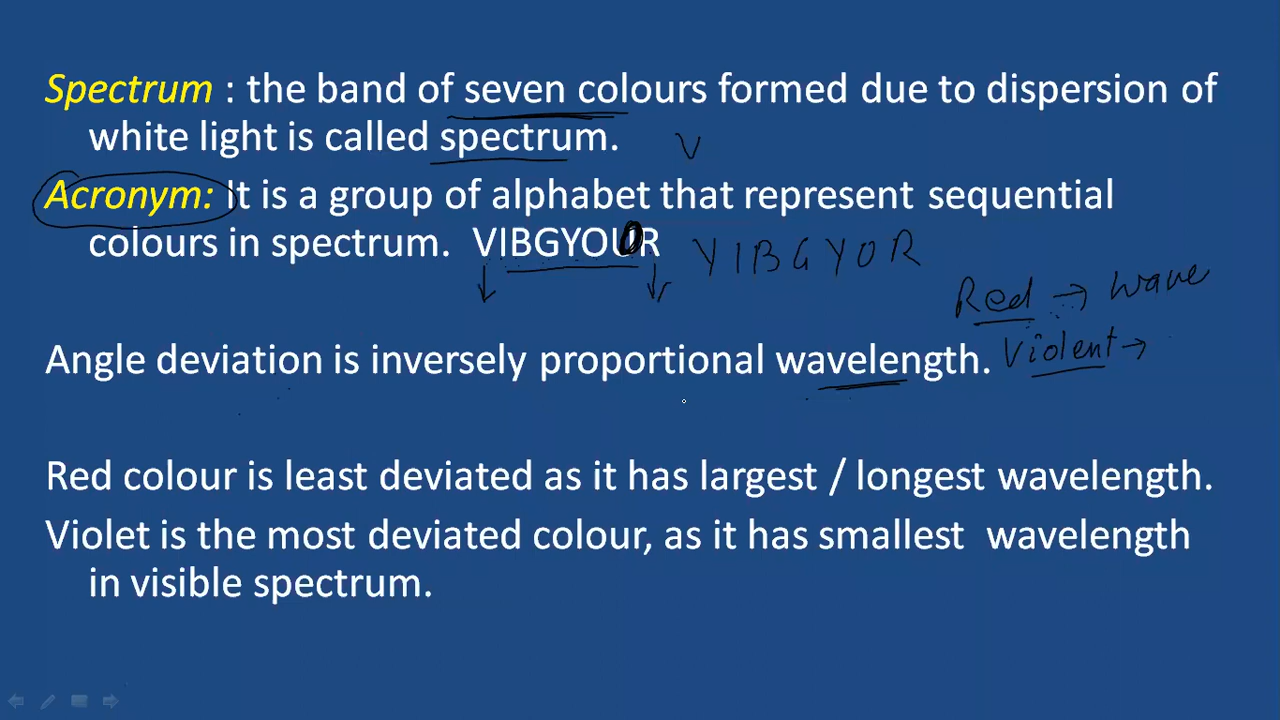 Spectrum : the band of seven colours formed due to dispersion of
white light is called spectrum.
V
Acronym: It is a group of alphabet that represent sequential
colours in spectrum. VIBGYOUR
VIBGYOR
Red → wave
Violent →
Angle deviation is inversely proportional wavelength.
Red colour is least deviated as it has largest / longest wavelength.
Violet is the most deviated colour, as it has smallest wavelength
in visible spectrum.